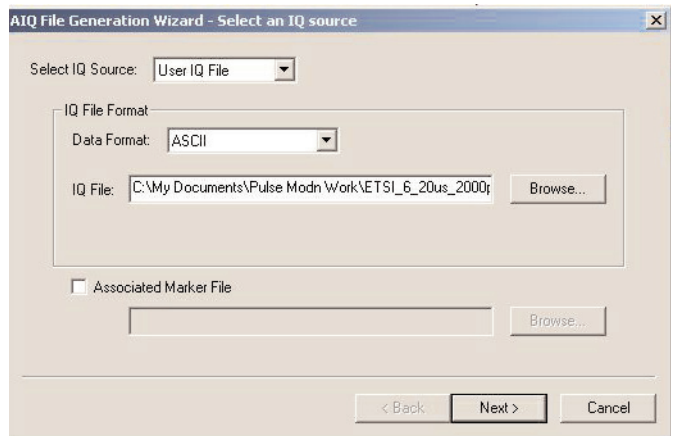 AIQ File Generation Wizard - Select an IQ source
Select IQ Source: User IQ File
IQ File Format
Data Format: ASCII
IQ File: C:\My Documents\Pulse Modn Work\ETSI_6_20us_2000p Browse...
Associated Marker File
Browse...
< Back Next > Cancel